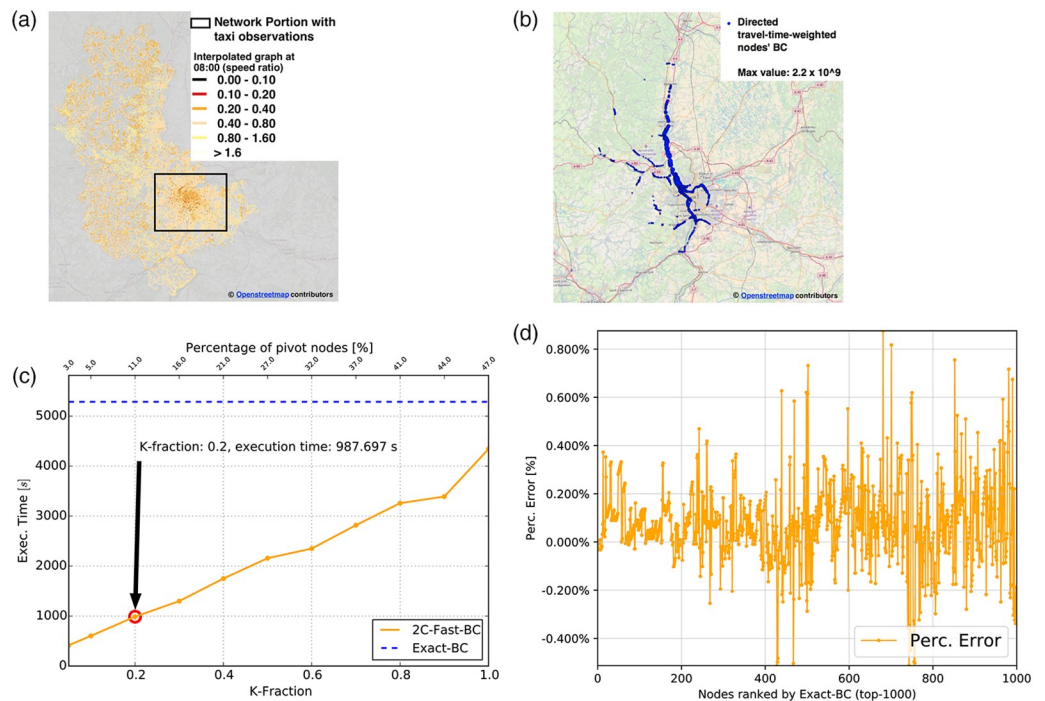 (a)
Network Portion with
taxi observations
Interpolated graph at
08:00 (speed ratio)
0.00 - 0.10
0.10 - 0.20
0.20 - 0.40
0.40 - 0.80
0.80 - 1.60
> 1.6
© Openstreetmap contributors
(b)
Directed
travel-time-weighted
nodes' BC
Max value: 2.2 x 10^9
© Openstreetmap contributors
Percentage of pivot nodes [%]
3.0 5.0 11.0 16.0 21.0 27.0 32.0 37.0 41.0 44.0 47.0
(c)
K-fraction: 0.2, execution time: 987.697 s
Exec. Time [s]
5000
4000
3000
2000
1000
0
2C-Fast-BC
Exact-BC
0.2 0.4 0.6 0.8 1.0
K-Fraction
(d)
Perc. Error [%]
0.800%
0.600%
0.400%
0.200%
0.000%
-0.200%
-0.400%
Perc. Error
0 200 400 600 800 1000
Nodes ranked by Exact-BC (top-1000)